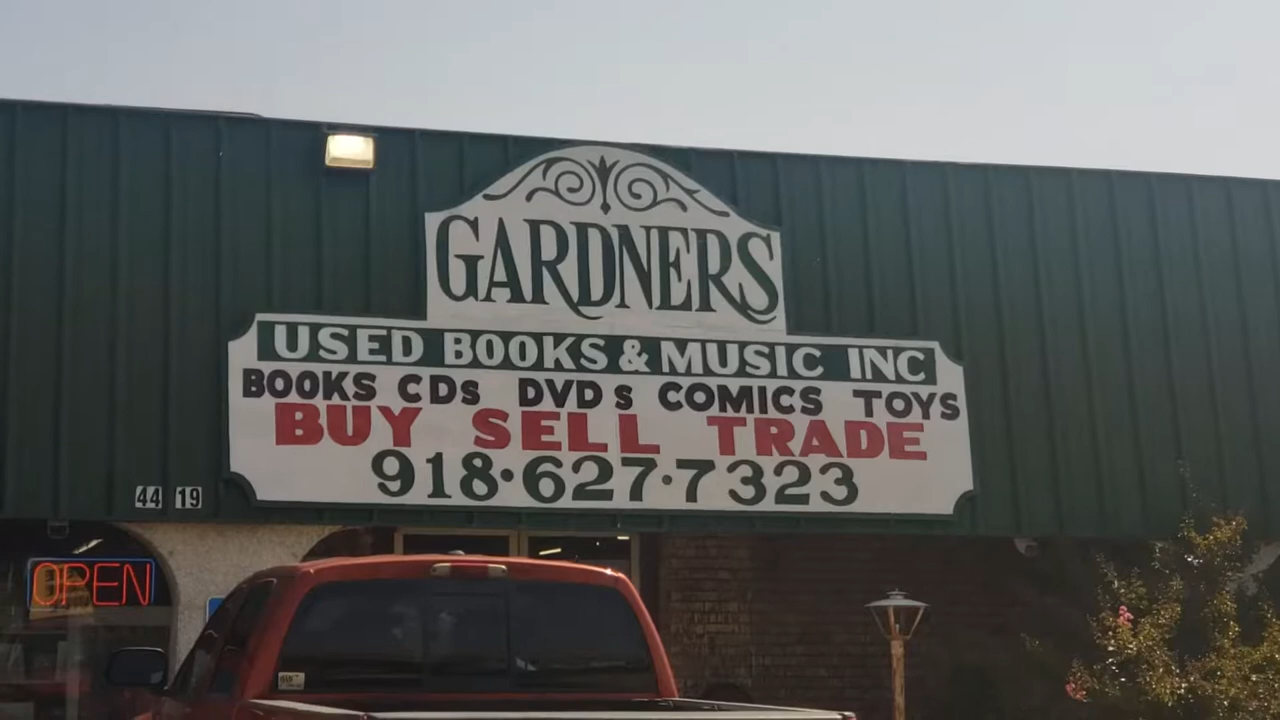 GARDNERS
USED BOOKS & MUSIC INC
BOOKS CDs DVDs COMICS TOYS
BUY SELL TRADE
918·627·7323
44 19
OPEN